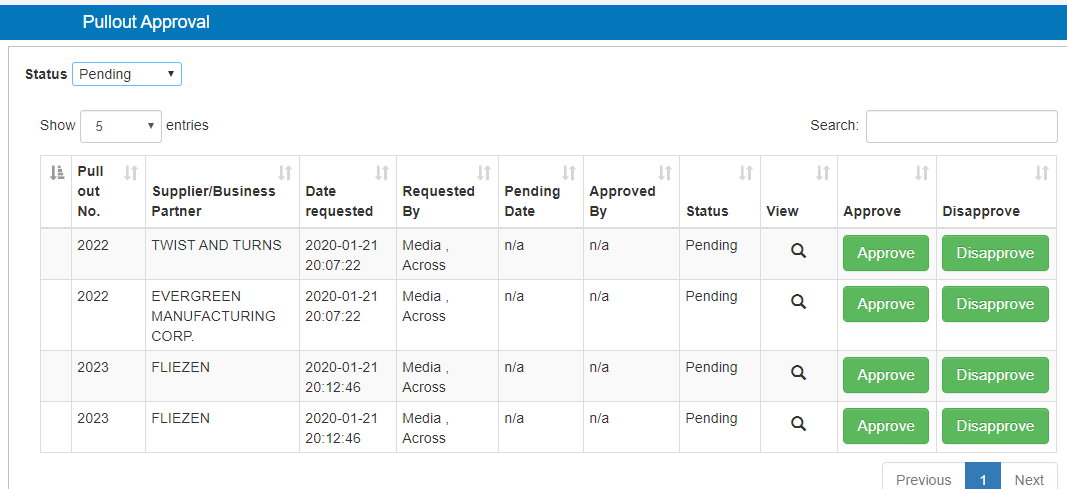 Pullout Approval
Status Pending
Show 5 entries Search:
Pull out No. Supplier/Business Partner Date requested Requested By Pending Date Approved By Status View Approve Disapprove
2022 TWIST AND TURNS 2020-01-21 20:07:22 Media , Across n/a n/a Pending Approve Disapprove
2022 EVERGREEN MANUFACTURING CORP. 2020-01-21 20:07:22 Media , Across n/a n/a Pending Approve Disapprove
2023 FLIEZEN 2020-01-21 20:12:46 Media , Across n/a n/a Pending Approve Disapprove
2023 FLIEZEN 2020-01-21 20:12:46 Media , Across n/a n/a Pending Approve Disapprove
Previous 1 Next